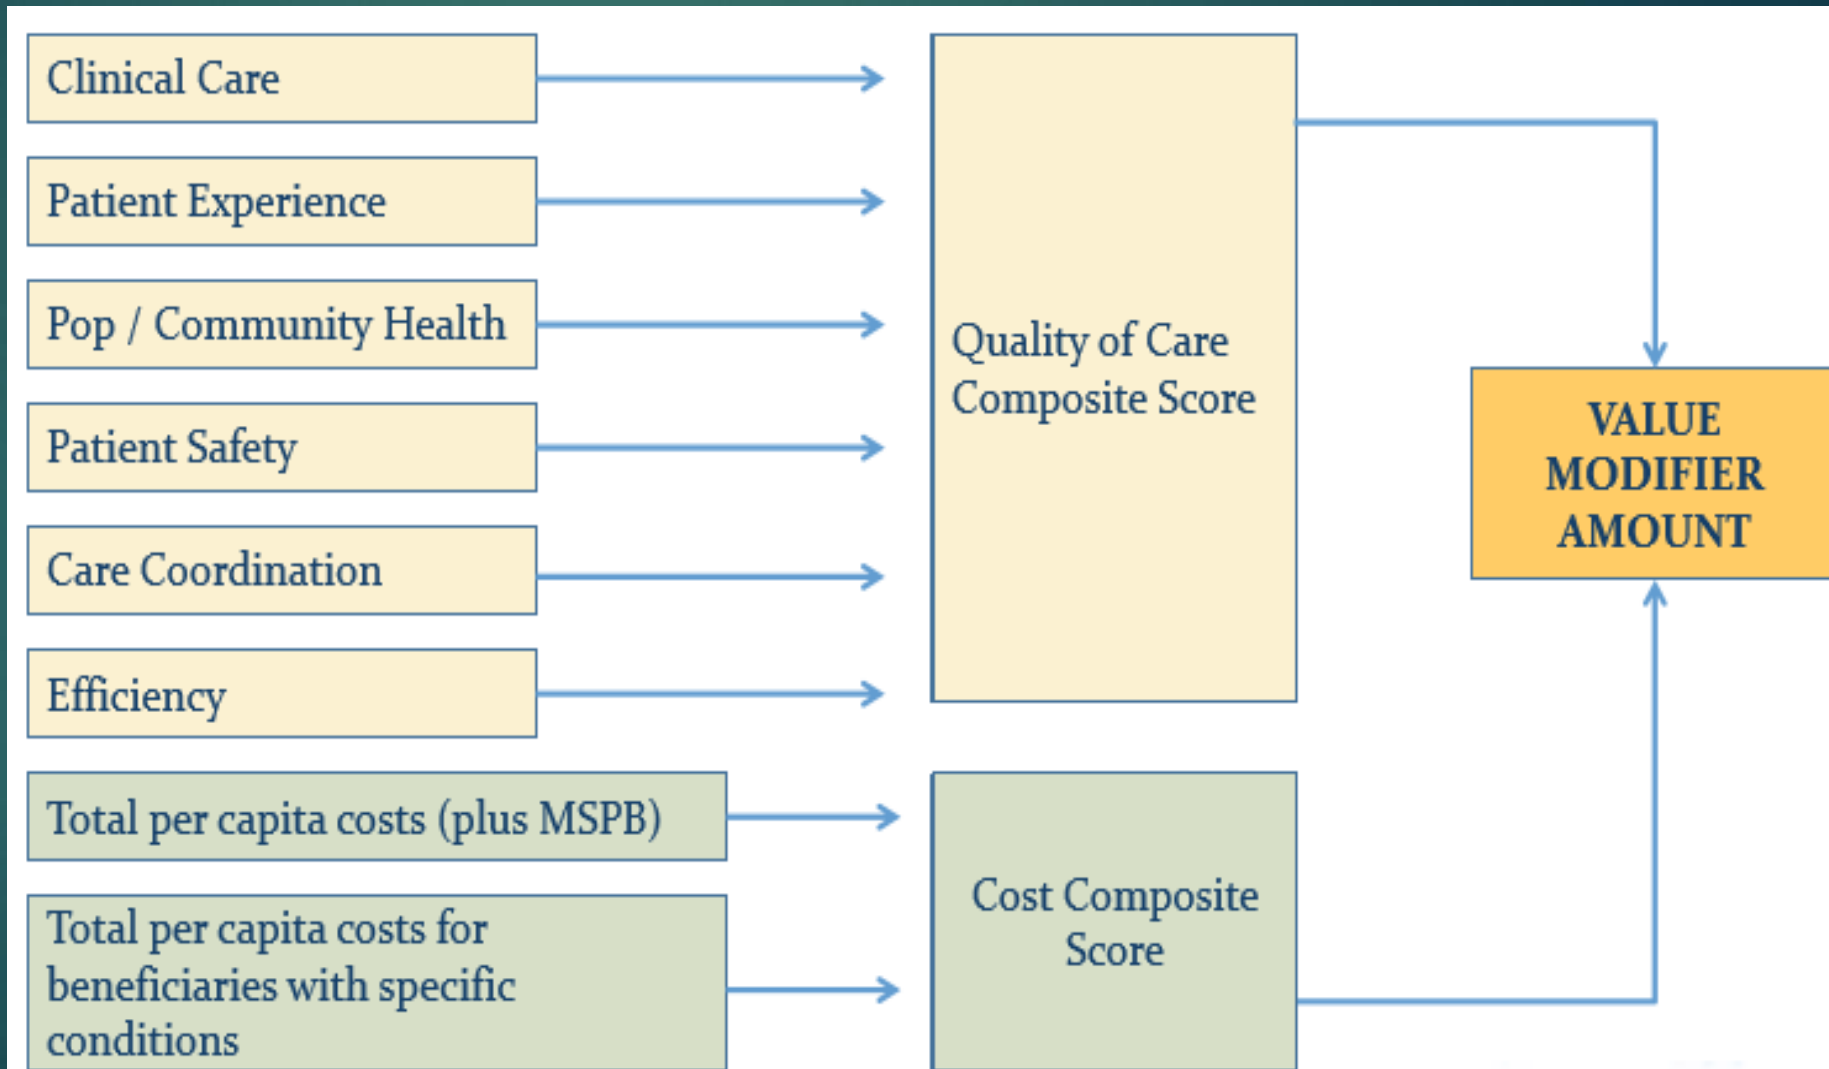 Clinical Care
Patient Experience
Pop / Community Health
Patient Safety
Care Coordination
Efficiency
Quality of Care
Composite Score
VALUE
MODIFIER
AMOUNT
Total per capita costs (plus MSPB)
Total per capita costs for
beneficiaries with specific
conditions
Cost Composite
Score